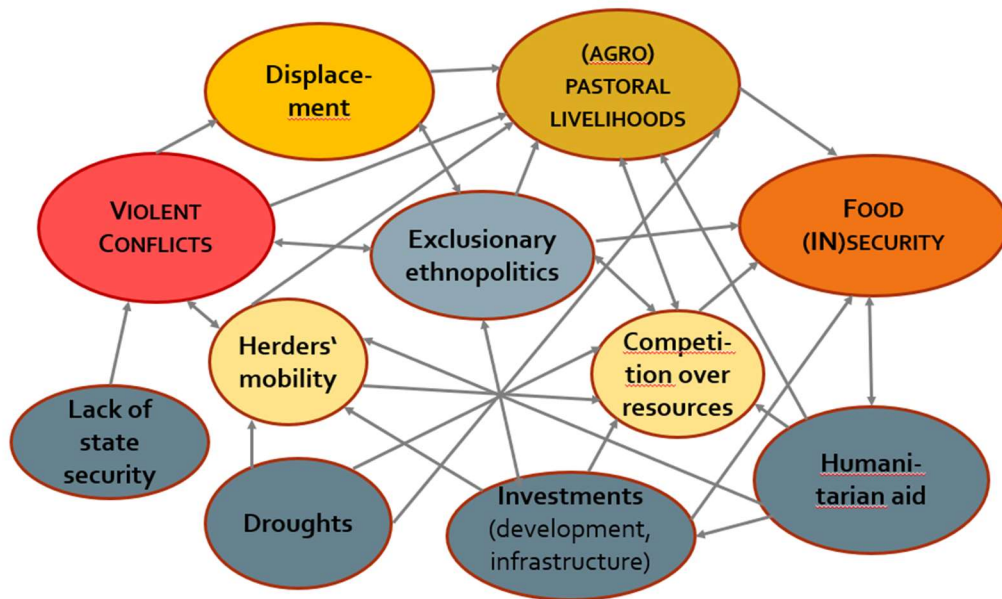 Displace-
ment
(AGRO)
PASTORAL
LIVELIHOODS
VIOLENT
CONFLICTS
Exclusionary
ethnopolitics
FOOD
(IN)SECURITY
Herders'
mobility
Competi-
tion over
resources
Lack of
state
security
Droughts
Investments
(development,
infrastructure)
Humani-
tarian aid